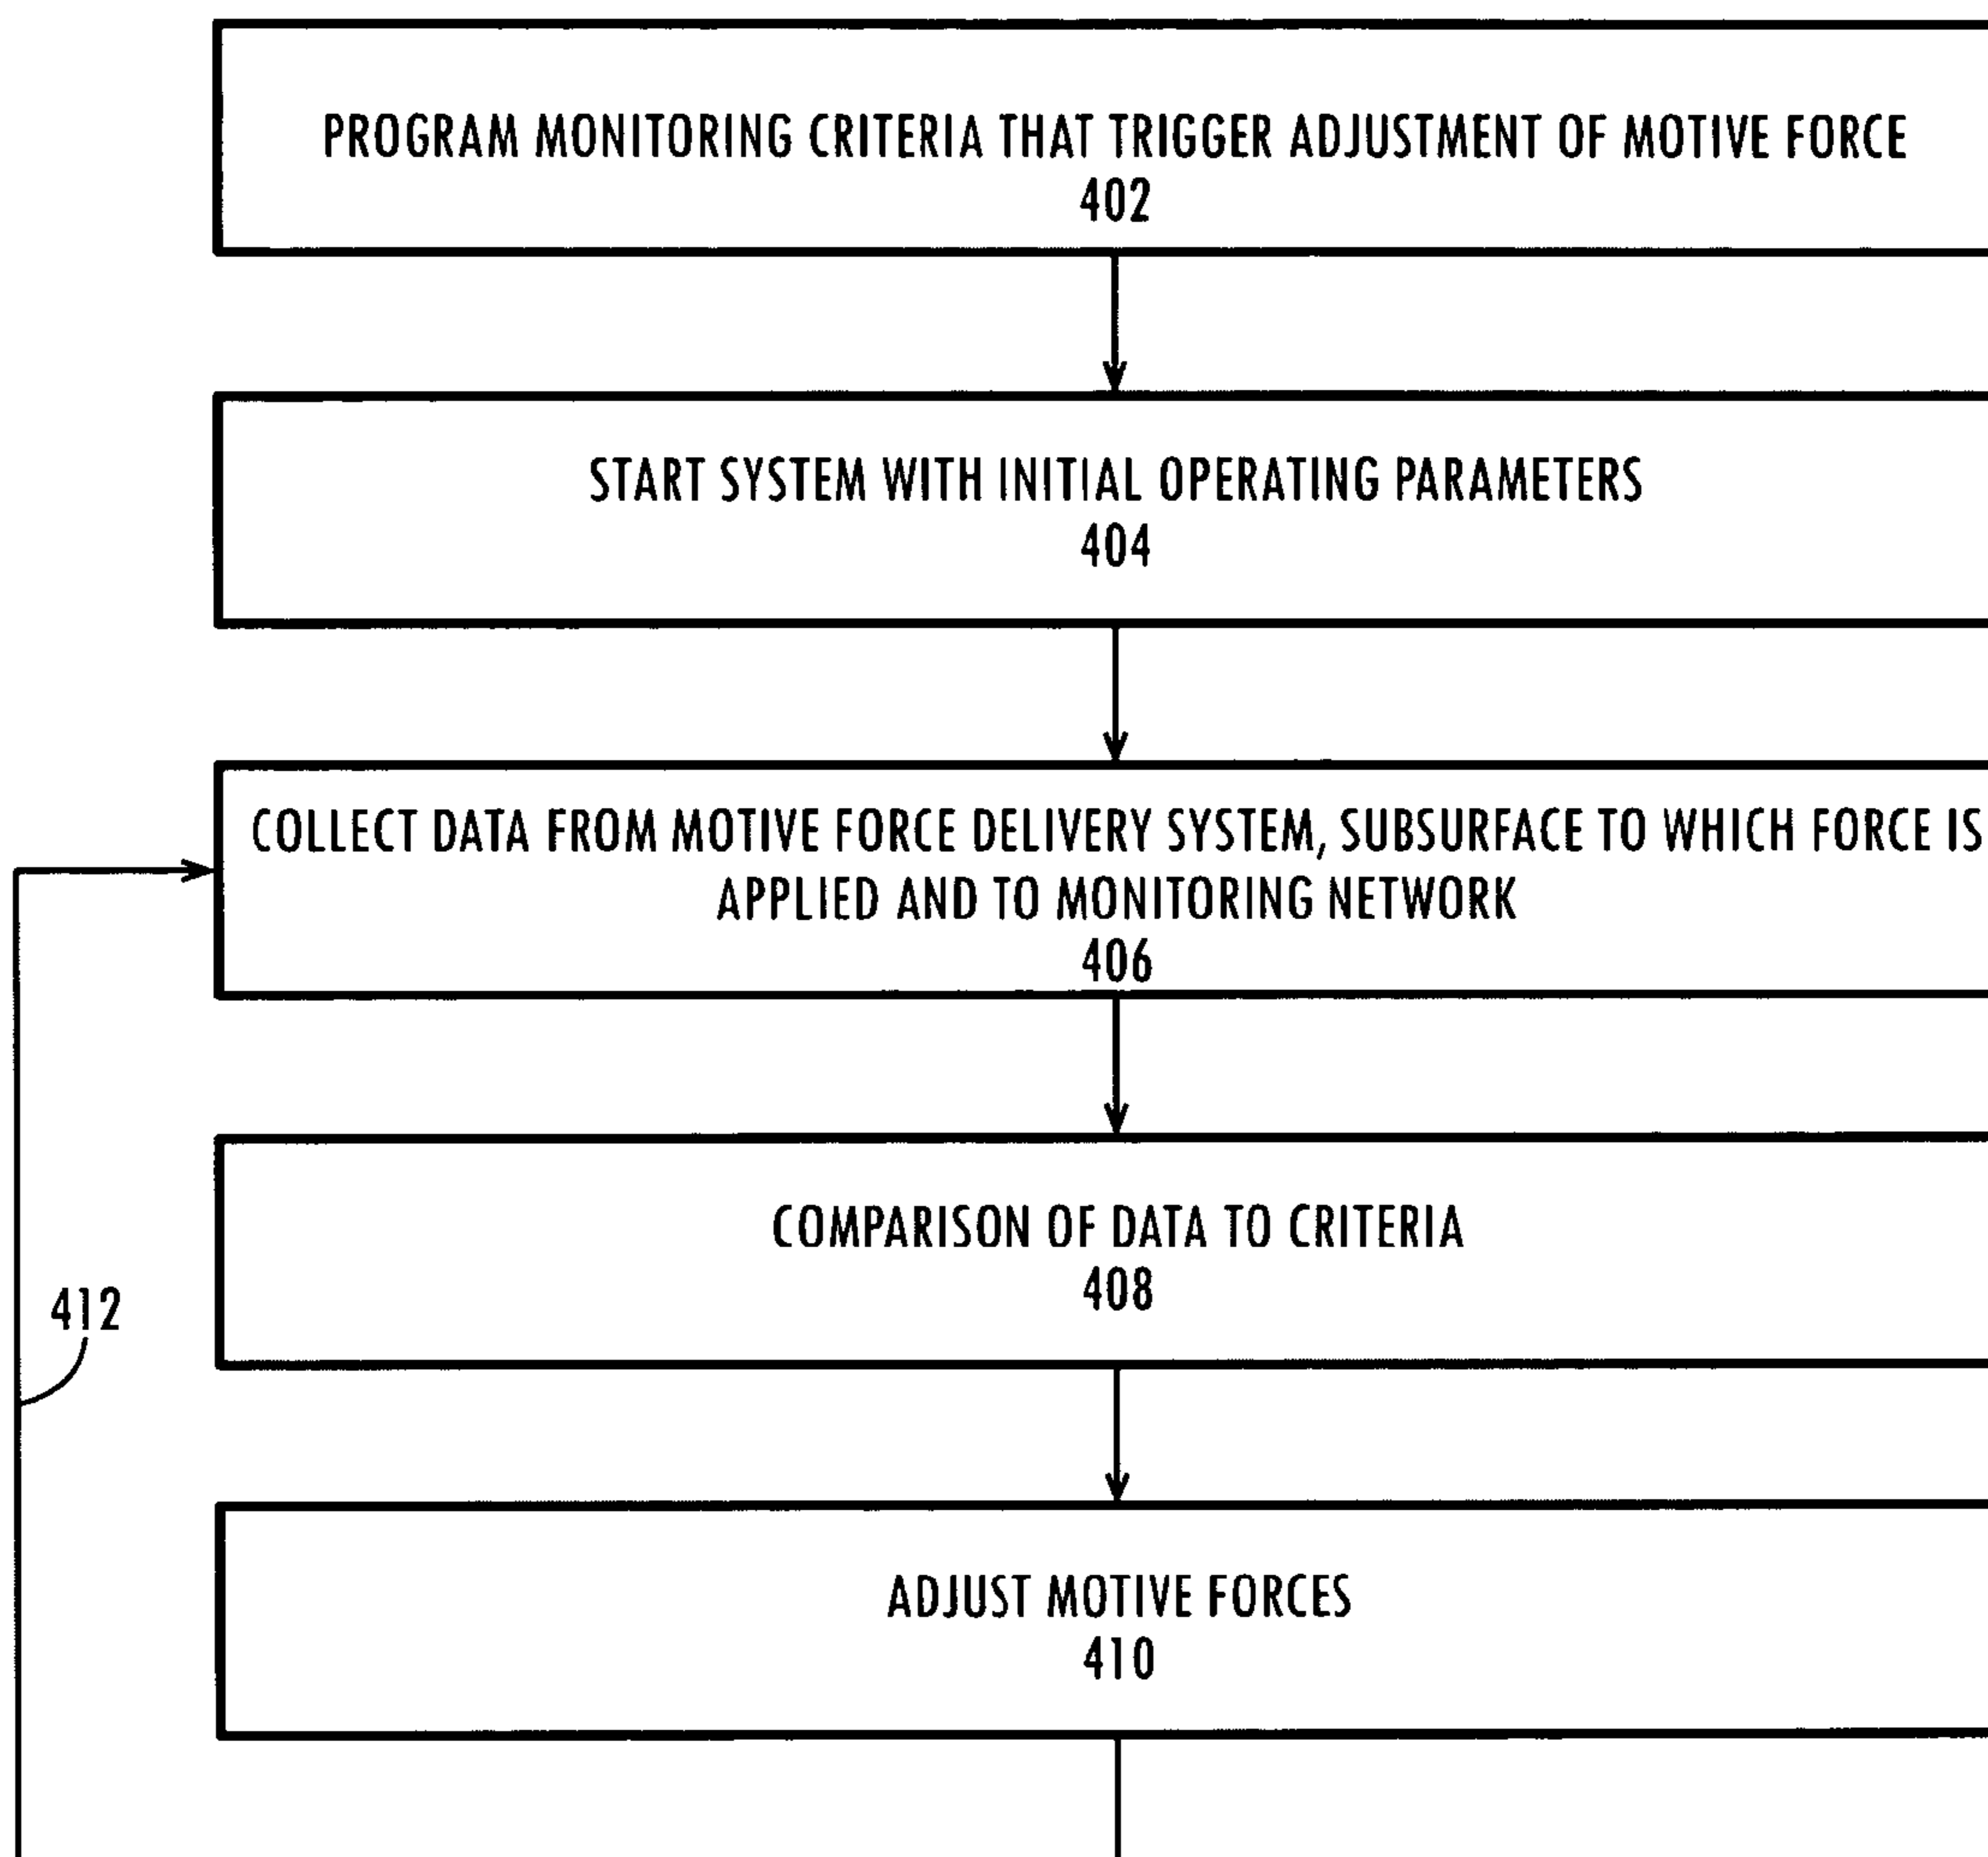 PROGRAM MONITORING CRITERIA THAT TRIGGER ADJUSTMENT OF MOTIVE FORCE
402
START SYSTEM WITH INITIAL OPERATING PARAMETERS
404
COLLECT DATA FROM MOTIVE FORCE DELIVERY SYSTEM, SUBSURFACE TO WHICH FORCE IS
APPLIED AND TO MONITORING NETWORK
406
COMPARISON OF DATA TO CRITERIA
408
412
ADJUST MOTIVE FORCES
410